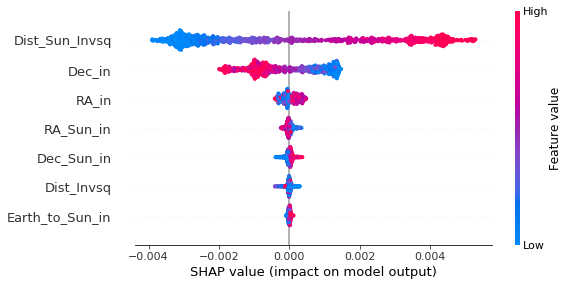 High
Dist_Sun_Invsq
Dec_in
RA_in
RA_Sun_in
Dec_Sun_in
Dist_Invsq
Earth_to_Sun_in
Feature value
Low
−0.004 −0.002 0.000 0.002 0.004
SHAP value (impact on model output)